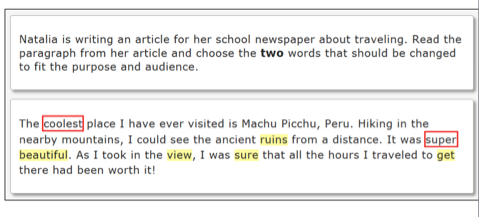 Natalia is writing an article for her school newspaper about traveling. Read the
paragraph from her article and choose the two words that should be changed
to fit the purpose and audience.
The coolest place I have ever visited is Machu Picchu, Peru. Hiking in the
nearby mountains, I could see the ancient ruins from a distance. It was super
beautiful. As I took in the view, I was sure that all the hours I traveled to get
there had been worth it!